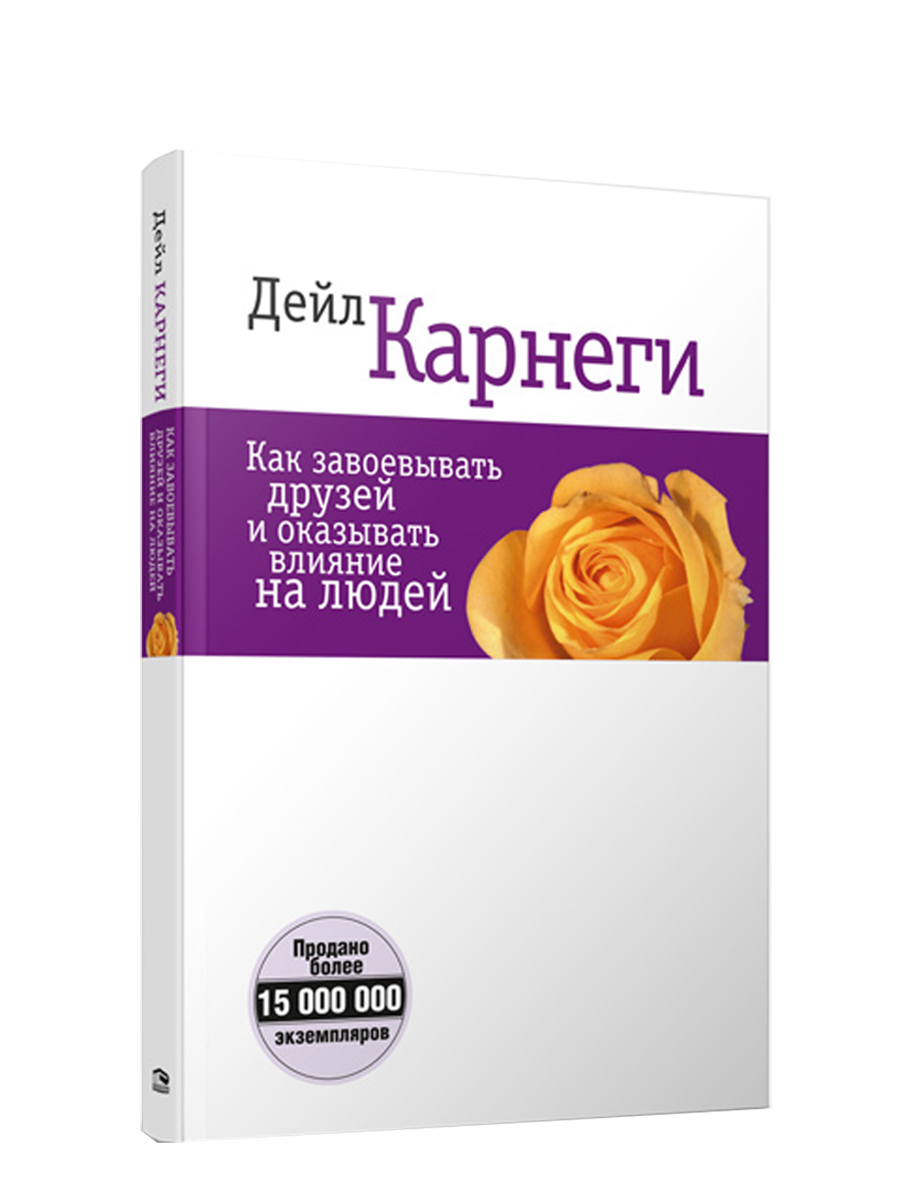 Дейл КАРНЕГИ
КАК ЗАВОЕВЫВАТЬ
ДРУЗЕЙ И ОКАЗЫВАТЬ
ВЛИЯНИЕ НА ЛЮДЕЙ
Дейл
Карнеги
Как завоевывать
друзей
и оказывать
влияние
на людей
Продано
более
15 000 000
экземпляров